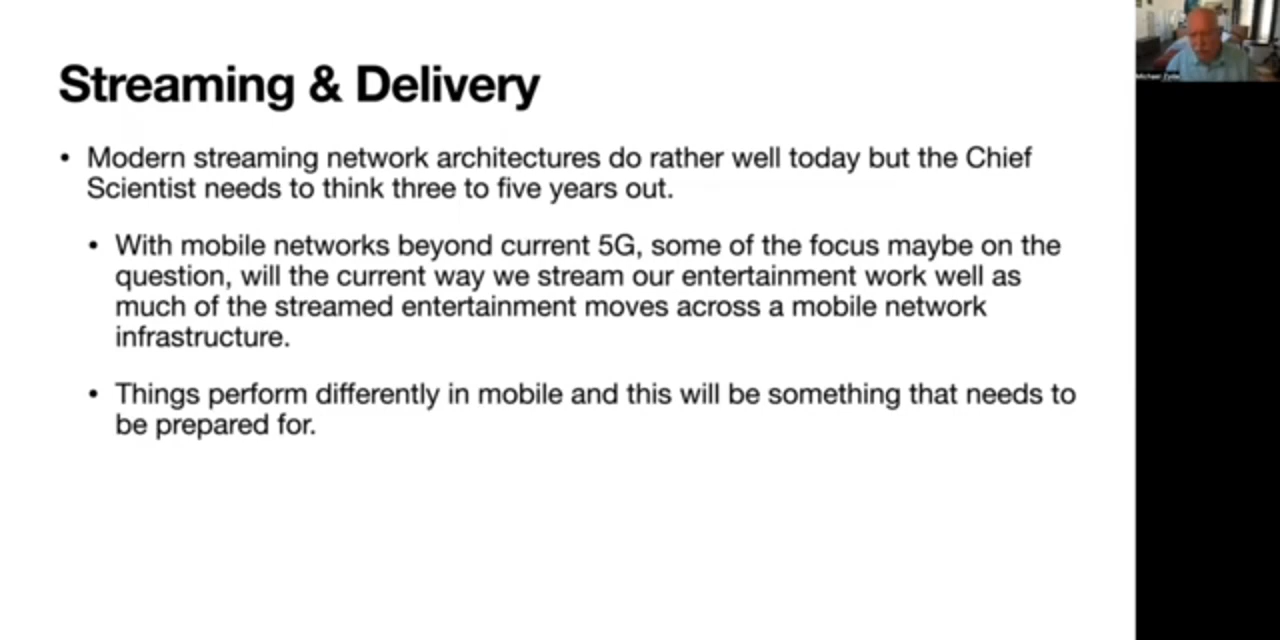 Streaming & Delivery
• Modern streaming network architectures do rather well today but the Chief
Scientist needs to think three to five years out.
• With mobile networks beyond current 5G, some of the focus maybe on the
question, will the current way we stream our entertainment work well as
much of the streamed entertainment moves across a mobile network
infrastructure.
• Things perform differently in mobile and this will be something that needs to
be prepared for.
Michael